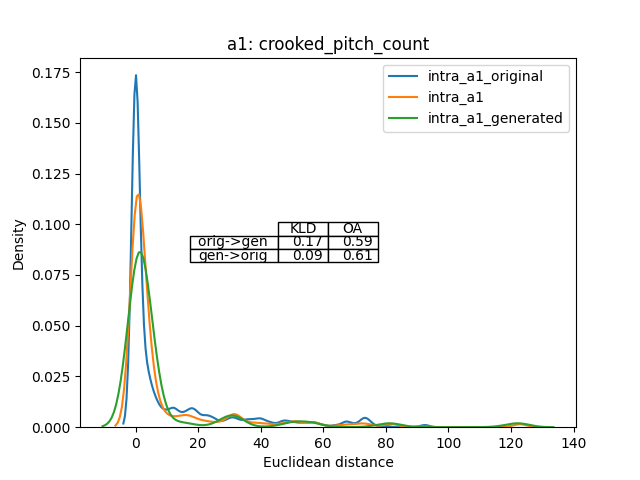 a1: crooked_pitch_count
0.175
0.150
0.125
0.100
0.075
0.050
0.025
0.000
Density
intra_a1_original
intra_a1
intra_a1_generated
KLD OA
orig->gen 0.17 0.59
gen->orig 0.09 0.61
0 20 40 60 80 100 120 140
Euclidean distance